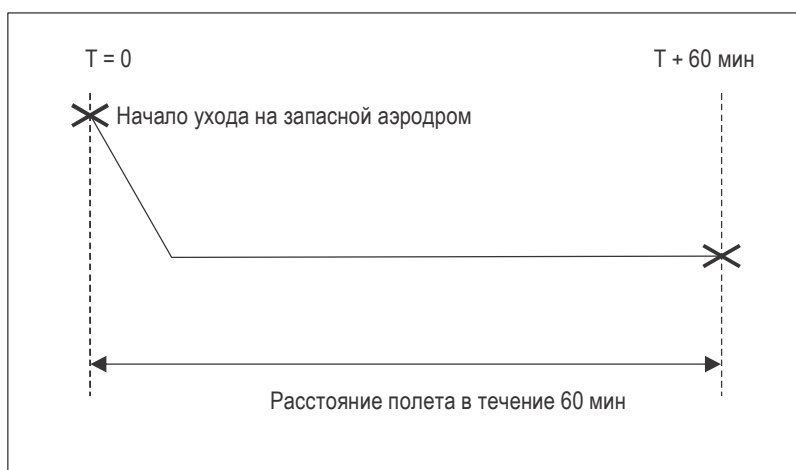 T = 0
T + 60 мин
Начало ухода на запасной аэродром
Расстояние полета в течение 60 мин